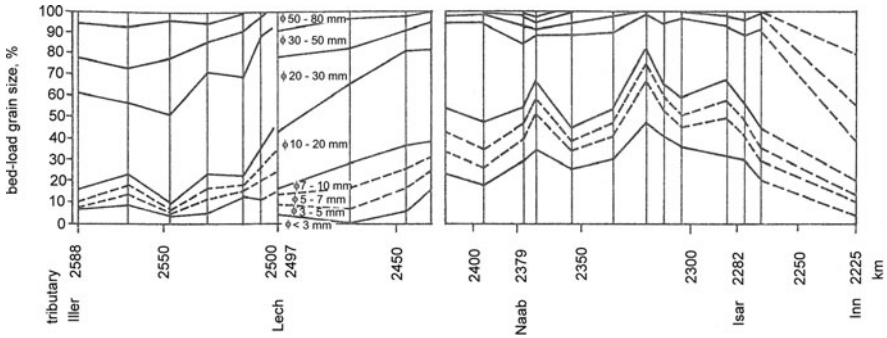 bed-load grain size, %
100
90
80
70
60
50
40
30
20
10
0
ϕ 50 - 80 mm
ϕ 30 - 50 mm
ϕ 20 - 30 mm
ϕ 10 - 20 mm
ϕ 7 - 10 mm
ϕ 5 - 7 mm
ϕ 3 - 5 mm
ϕ < 3 mm
2588
2550
2500
2497
2450
2400
2379
2350
2300
2282
2250
2225
km
tributary
Iller
Lech
Naab
Isar
Inn